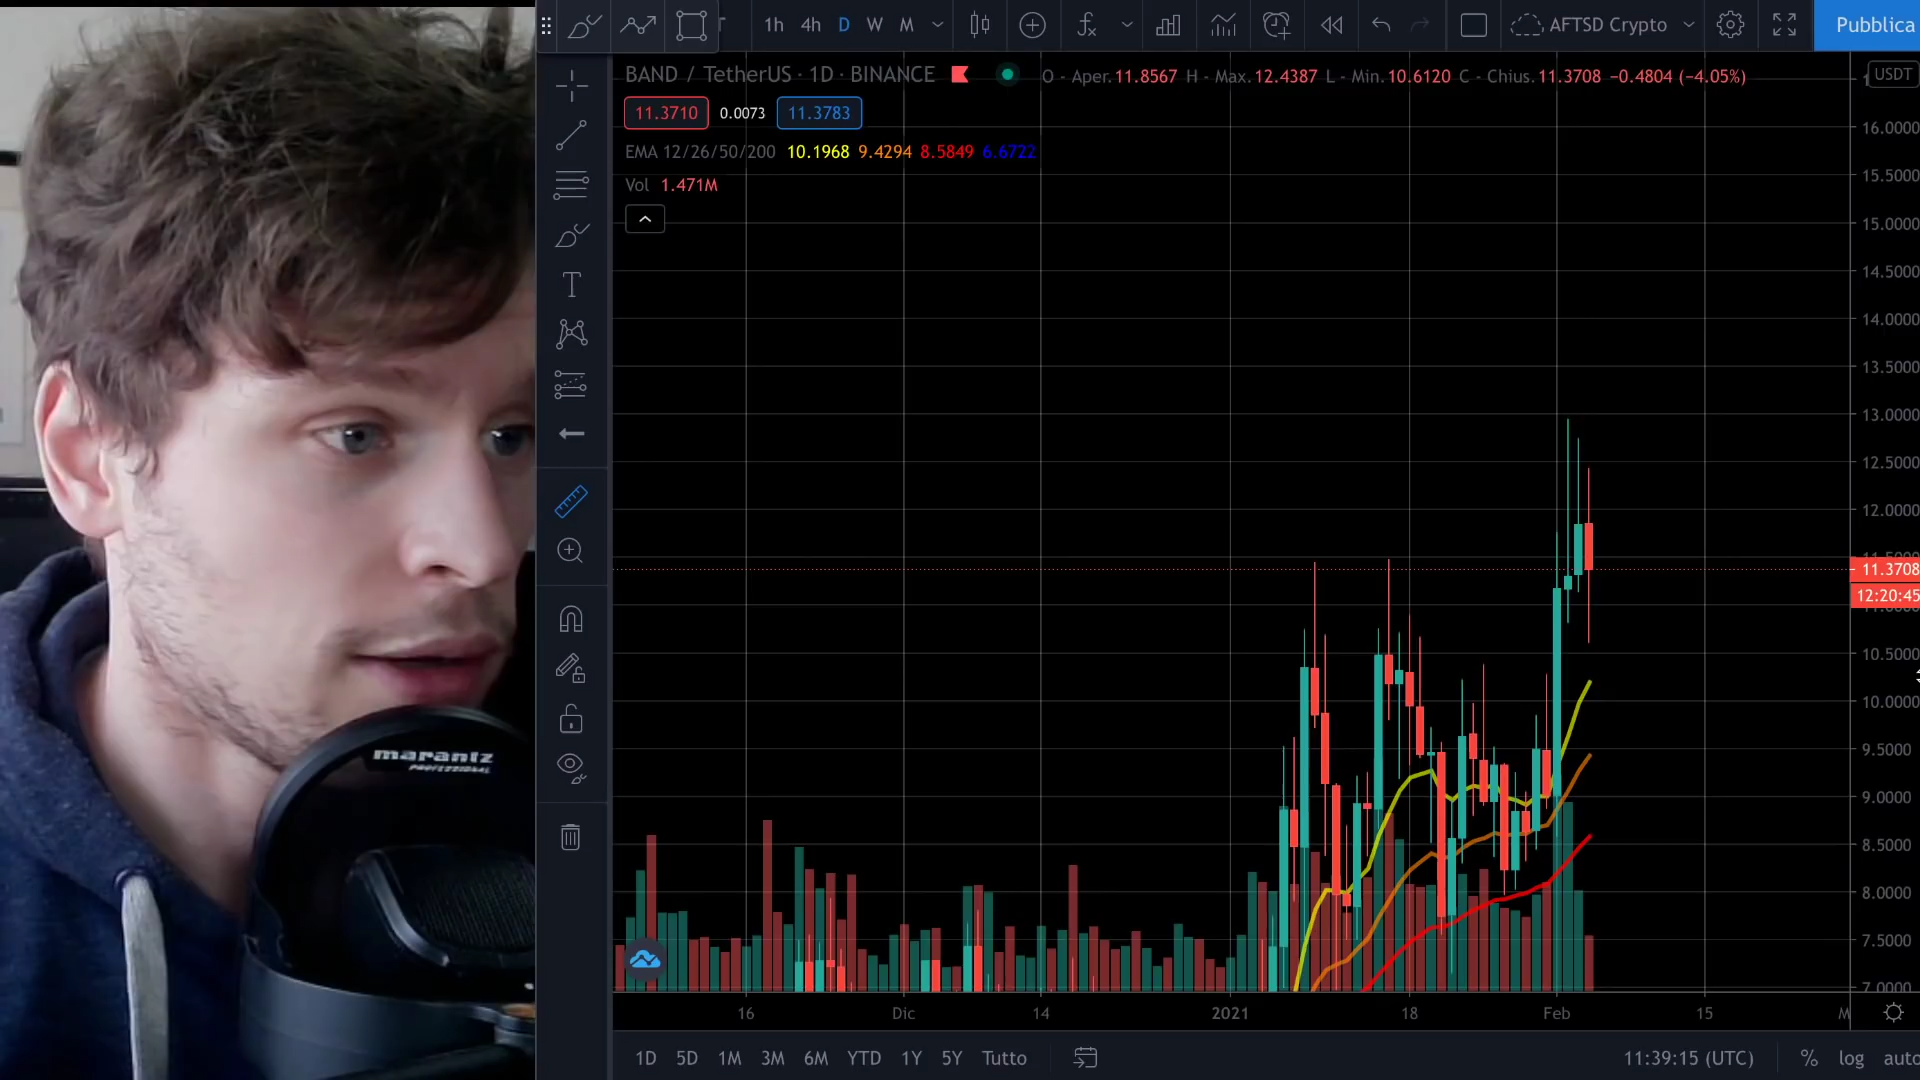 1h 4h D W M
AFTSD Crypto
Pubblica
BAND / TetherUS · 1D · BINANCE
O - Aper.11.8567 H - Max.12.4387 L - Min.10.6120 C - Chius.11.3708 −0.4804 (−4.05%)
USDT
11.3710 0.0073 11.3783
EMA 12/26/50/200 10.1968 9.4294 8.5849 6.6722
Vol 1.471M
16.0000
15.5000
15.0000
14.5000
14.0000
13.5000
13.0000
12.5000
12.0000
11.3708
12:20:45
10.5000
10.0000
9.5000
9.0000
8.5000
8.0000
7.5000
7.0000
marantz
PROFESSIONAL
16 Dic 14 2021 18 Feb 15 M
1D 5D 1M 3M 6M YTD 1Y 5Y Tutto
11:39:15 (UTC) % log auto